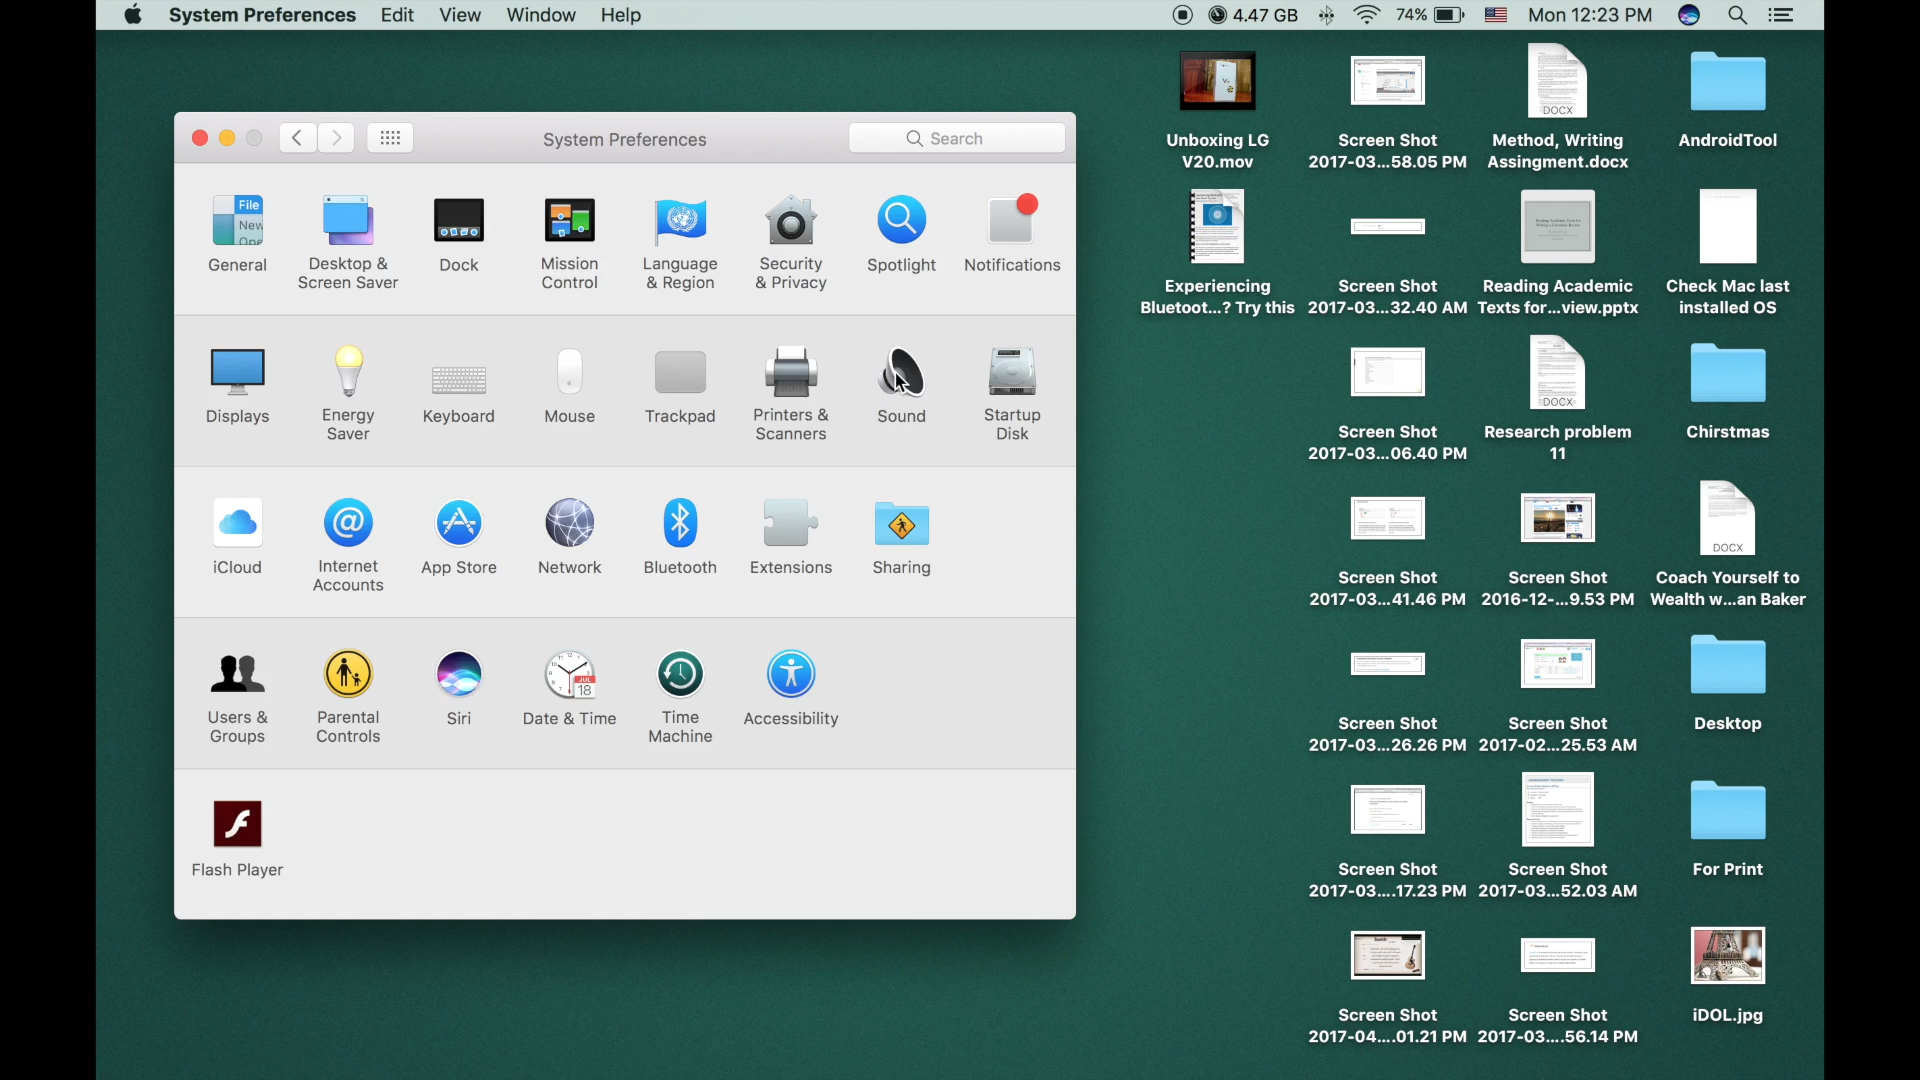 System Preferences Edit View Window Help 4.47 GB 74% Mon 12:23 PM
System Preferences
Search
File
New
General
Desktop &
Screen Saver
Dock
Mission
Control
Language
& Region
Security
& Privacy
Spotlight
Notifications
Displays
Energy
Saver
Keyboard
Mouse
Trackpad
Printers &
Scanners
Sound
Startup
Disk
iCloud
Internet
Accounts
App Store
Network
Bluetooth
Extensions
Sharing
Users &
Groups
Parental
Controls
Siri
JUL
18
Date & Time
Time
Machine
Accessibility
Flash Player
Unboxing LG
V20.mov
Screen Shot
2017-03...58.05 PM
DOCX
Method, Writing
Assingment.docx
AndroidTool
Experiencing
Bluetoot...? Try this
Screen Shot
2017-03...32.40 AM
Reading Academic
Texts for...view.pptx
Check Mac last
installed OS
Screen Shot
2017-03...06.40 PM
DOCX
Research problem
11
Chirstmas
Screen Shot
2017-03...41.46 PM
Screen Shot
2016-12-...9.53 PM
DOCX
Coach Yourself to
Wealth w...an Baker
Screen Shot
2017-03...26.26 PM
Screen Shot
2017-02...25.53 AM
Desktop
Screen Shot
2017-03....17.23 PM
Screen Shot
2017-03...52.03 AM
For Print
Screen Shot
2017-04....01.21 PM
Screen Shot
2017-03....56.14 PM
iDOL.jpg